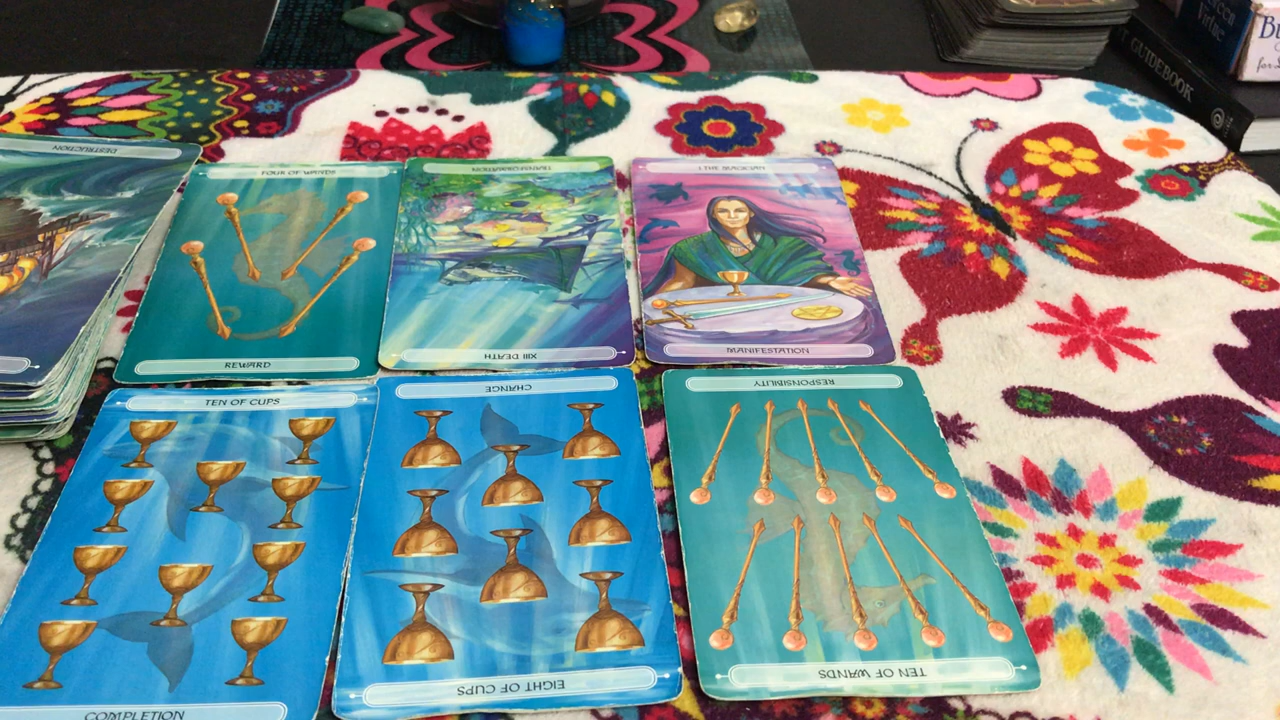 DESTRUCTION
FOUR OF WANDS
REWARD
TRANSFORMATION
XIII DEATH
I THE MAGICIAN
MANIFESTATION
TEN OF CUPS
COMPLETION
CHANGE
EIGHT OF CUPS
RESPONSIBILITY
TEN OF WANDS
GUIDEBOOK
Virtue